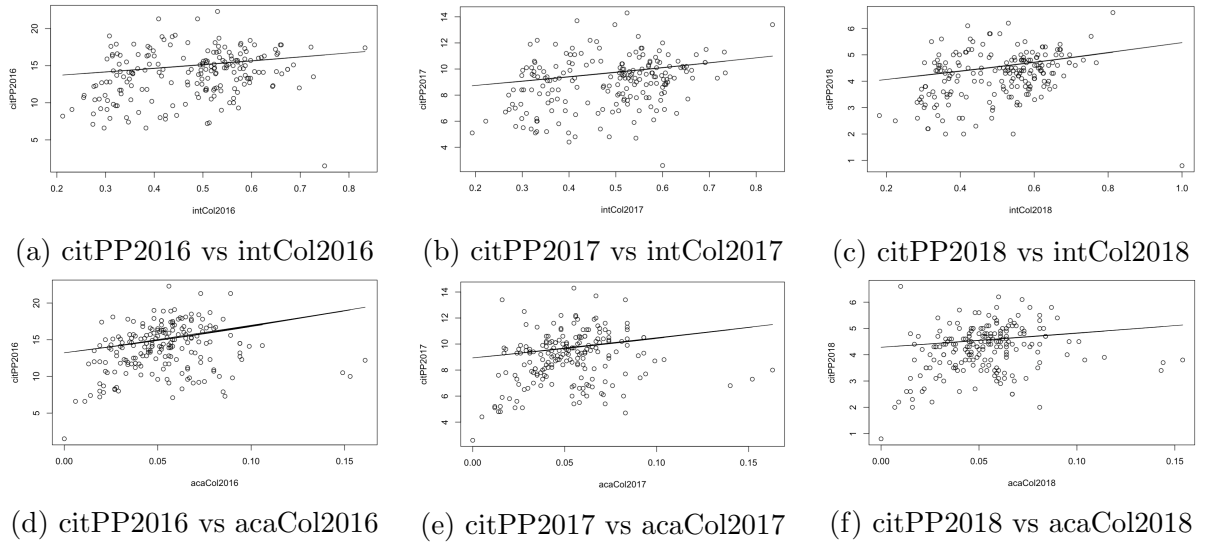 20
15
10
5
citPP2016
0.2 0.3 0.4 0.5 0.6 0.7 0.8
intCol2016
14
12
10
8
6
4
citPP2017
0.2 0.3 0.4 0.5 0.6 0.7 0.8
intCol2017
6
5
4
3
2
1
citPP2018
0.2 0.4 0.6 0.8 1.0
intCol2018
(a) citPP2016 vs intCol2016
(b) citPP2017 vs intCol2017
(c) citPP2018 vs intCol2018
20
15
10
5
citPP2016
0.00 0.05 0.10 0.15
acaCol2016
14
12
10
8
6
4
citPP2017
0.00 0.05 0.10 0.15
acaCol2017
6
5
4
3
2
1
citPP2018
0.00 0.05 0.10 0.15
acaCol2018
(d) citPP2016 vs acaCol2016
(e) citPP2017 vs acaCol2017
(f) citPP2018 vs acaCol2018